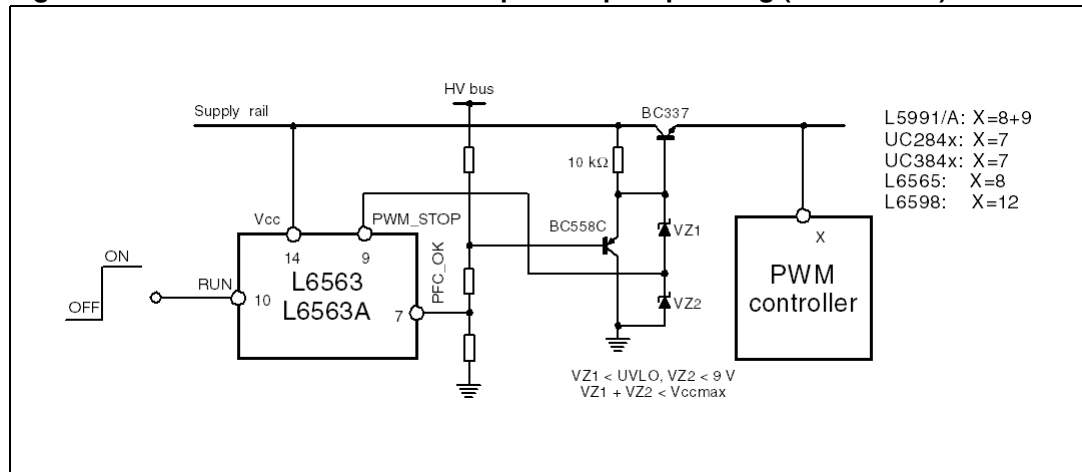 HV bus
Supply rail
BC337
L5991/A: X=8+9
UC284x: X=7
UC384x: X=7
L6565: X=8
L6598: X=12
10 kΩ
Vcc
PWM_STOP
BC558C
VZ1
X
14
9
PFC_OK
ON
OFF
RUN
10
L6563
L6563A
7
VZ2
PWM
controller
VZ1 < UVLO, VZ2 < 9 V
VZ1 + VZ2 < Vccmax